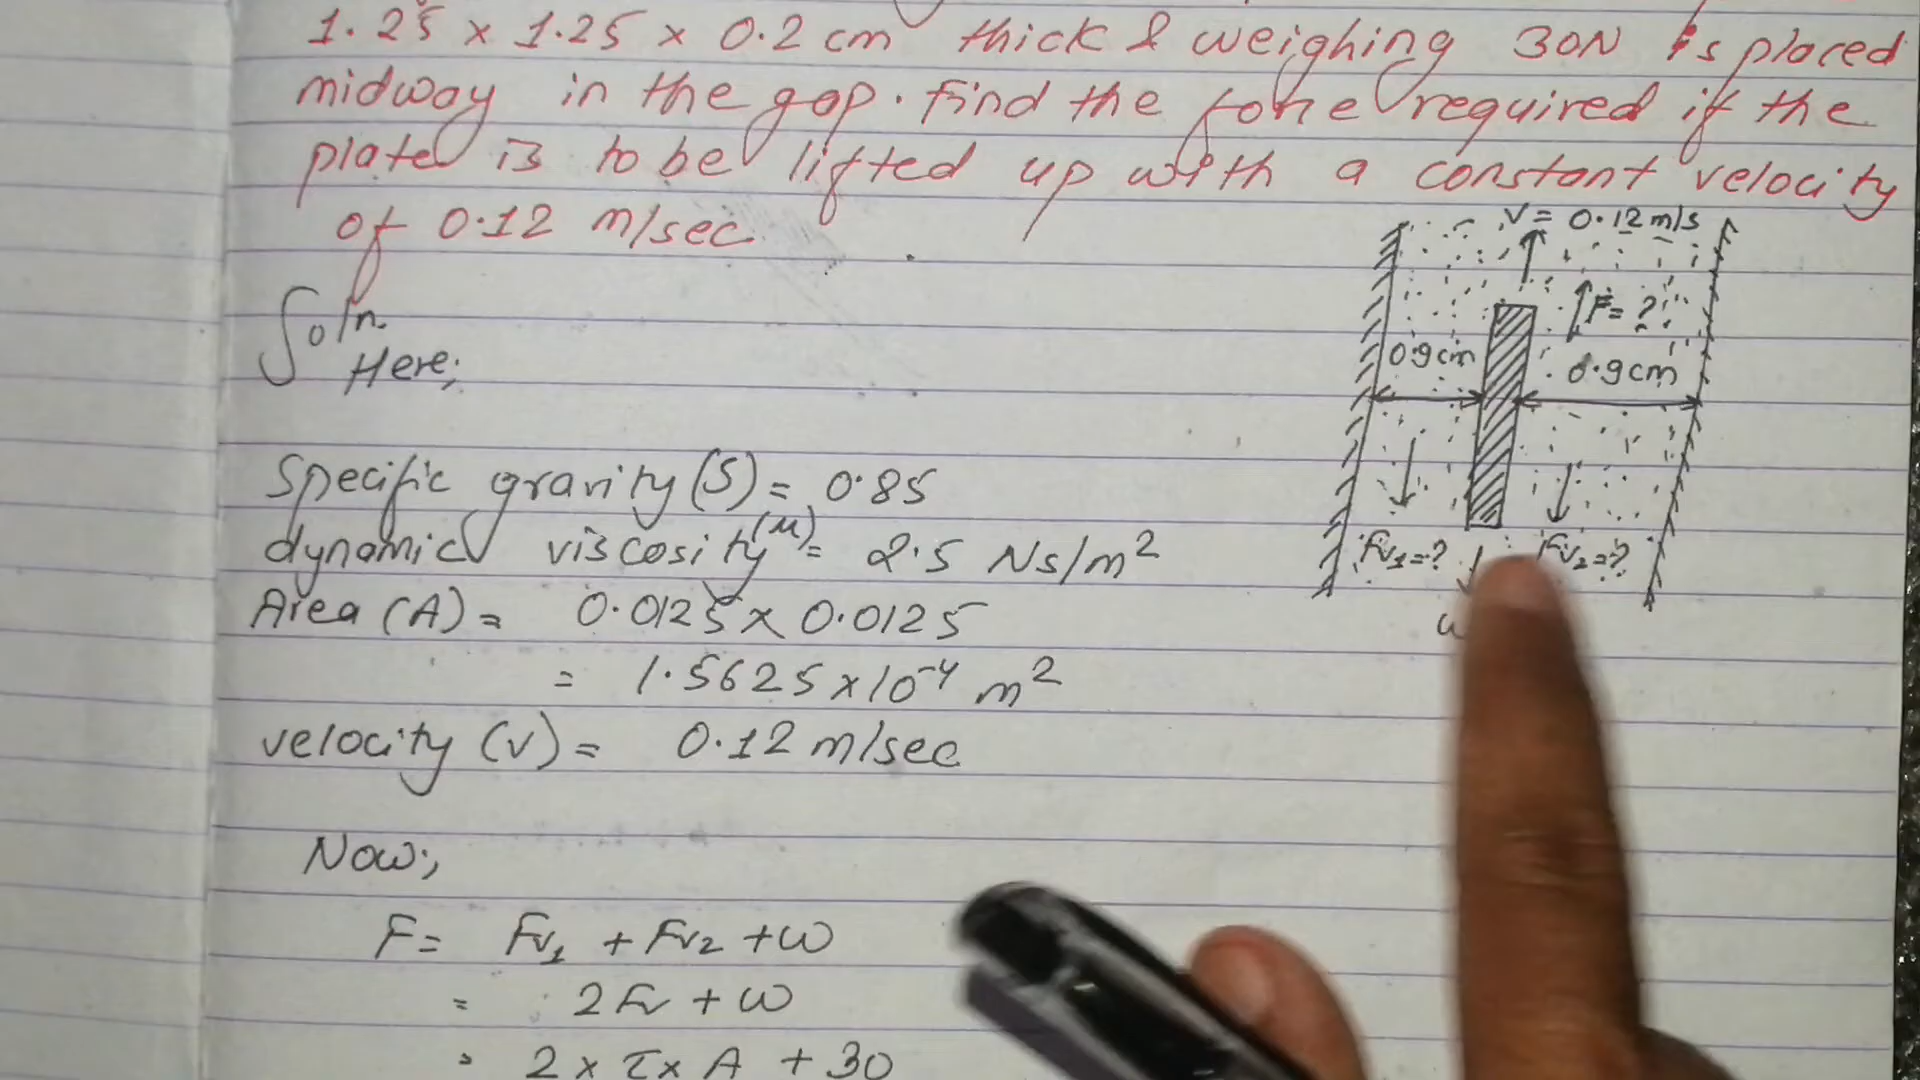 1.25 x 1.25 x 0.2 cm thick & weighing 30N is placed
midway in the gap. find the force required if the
plate is to be lifted up with a constant velocity
of 0.12 m/sec.
V = 0.12 m/s
F = ?
0.9cm
0.9cm
Fv1 = ?
Fv2 = ?
w
Soln.
Here;
Specific gravity (S) = 0.85
dynamic viscosity (μ) = 2.5 Ns/m²
Area (A) = 0.0125 x 0.0125
= 1.5625 x 10⁻⁴ m²
velocity (v) = 0.12 m/sec
Now;
F = Fv1 + Fv2 + w
= 2Fv + w
= 2 x τ x A + 30